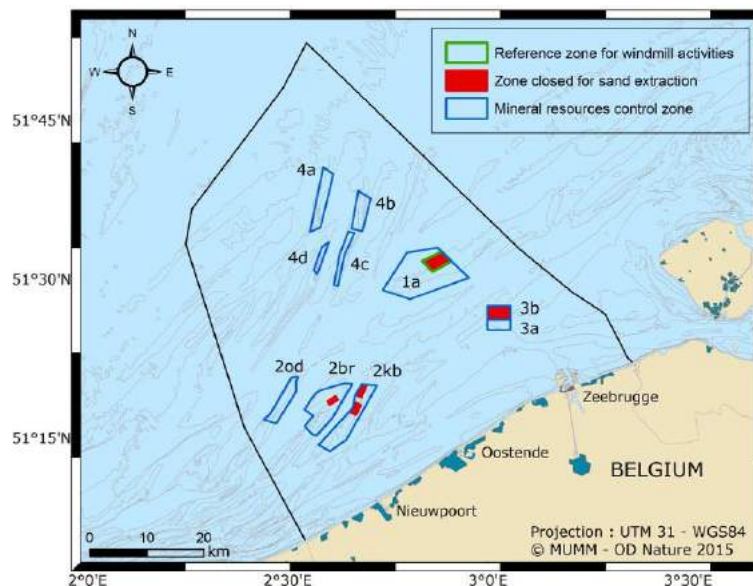 N
W E
S
Reference zone for windmill activities
Zone closed for sand extraction
Mineral resources control zone
51°45'N
51°30'N
51°15'N
4a
4b
4d
4c
1a
3b
3a
2od
2br
2kb
Zeebrugge
Oostende
BELGIUM
Nieuwpoort
0 10 20
km
Projection : UTM 31 - WGS84
© MUMM - OD Nature 2015
2°0'E
2°30'E
3°0'E
3°30'E